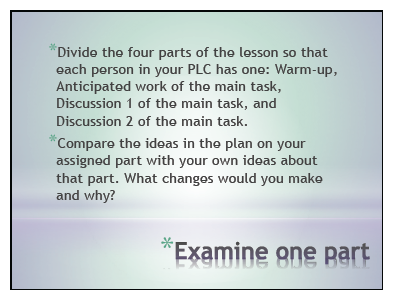 *Divide the four parts of the lesson so that
each person in your PLC has one: Warm-up,
Anticipated work of the main task,
Discussion 1 of the main task, and
Discussion 2 of the main task.
*Compare the ideas in the plan on your
assigned part with your own ideas about
that part. What changes would you make
and why?
*Examine one part